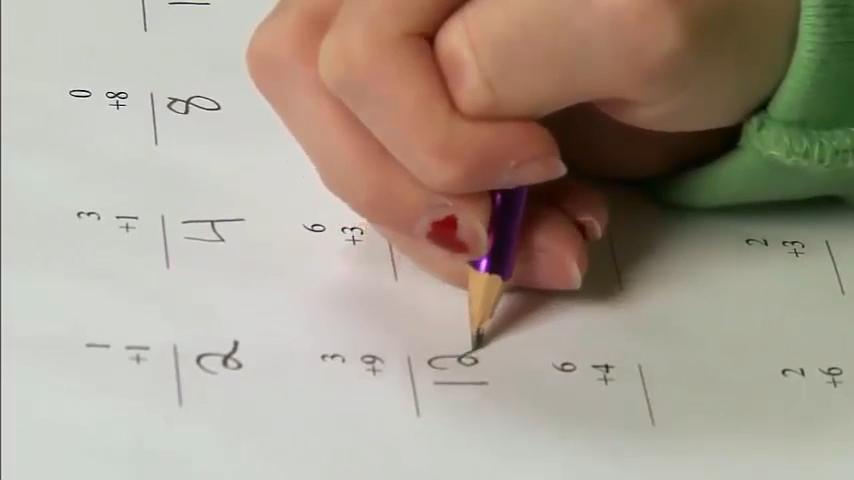 1 3 0
+1 +1 +8
2 4 8
3 6
+9 +3
12
6
+4
2 2
+6 +3